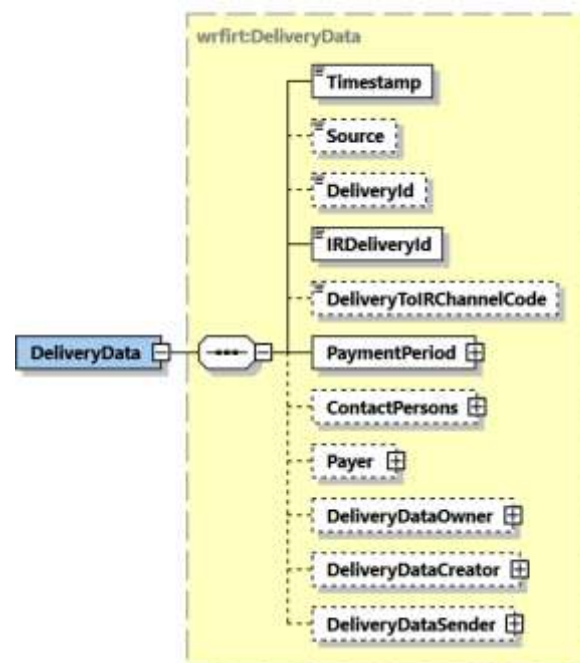 wrfirt:DeliveryData
Timestamp
Source
DeliveryId
IRDeliveryId
DeliveryToIRChannelCode
DeliveryData
PaymentPeriod
ContactPersons
Payer
DeliveryDataOwner
DeliveryDataCreator
DeliveryDataSender